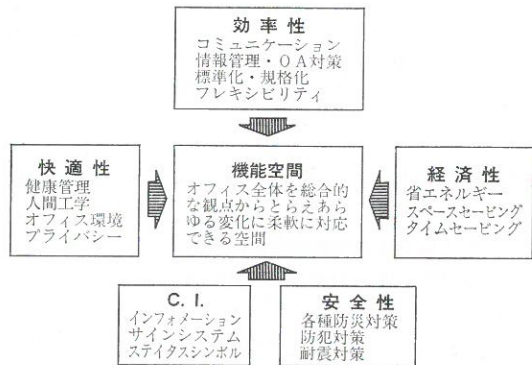 効率性
コミュニケーション
情報管理・OA対策
標準化・規格化
フレキシビリティ
快適性
健康管理
人間工学
オフィス環境
プライバシー
機能空間
オフィス全体を総合的
な観点からとらえあら
ゆる変化に柔軟に対応
できる空間
経済性
省エネルギー
スペースセービング
タイムセービング
C. I.
インフォメーション
サインシステム
ステイタスシンボル
安全性
各種防災対策
防犯対策
耐震対策